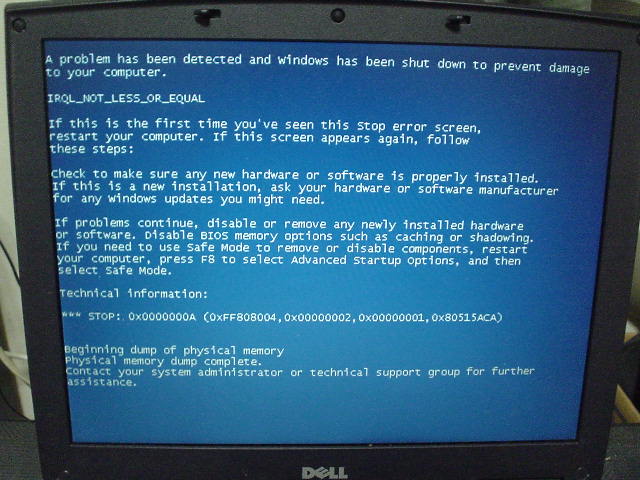 A problem has been detected and Windows has been shut down to prevent damage
to your computer.
IRQL_NOT_LESS_OR_EQUAL
If this is the first time you've seen this Stop error screen,
restart your computer. If this screen appears again, follow
these steps:
Check to make sure any new hardware or software is properly installed.
If this is a new installation, ask your hardware or software manufacturer
for any Windows updates you might need.
If problems continue, disable or remove any newly installed hardware
or software. Disable BIOS memory options such as caching or shadowing.
If you need to use Safe Mode to remove or disable components, restart
your computer, press F8 to select Advanced Startup Options, and then
select Safe Mode.
Technical information:
*** STOP: 0x0000000A (0xFF808004,0x00000002,0x00000001,0x80515ACA)
Beginning dump of physical memory
Physical memory dump complete.
Contact your system administrator or technical support group for further
assistance.
DELL